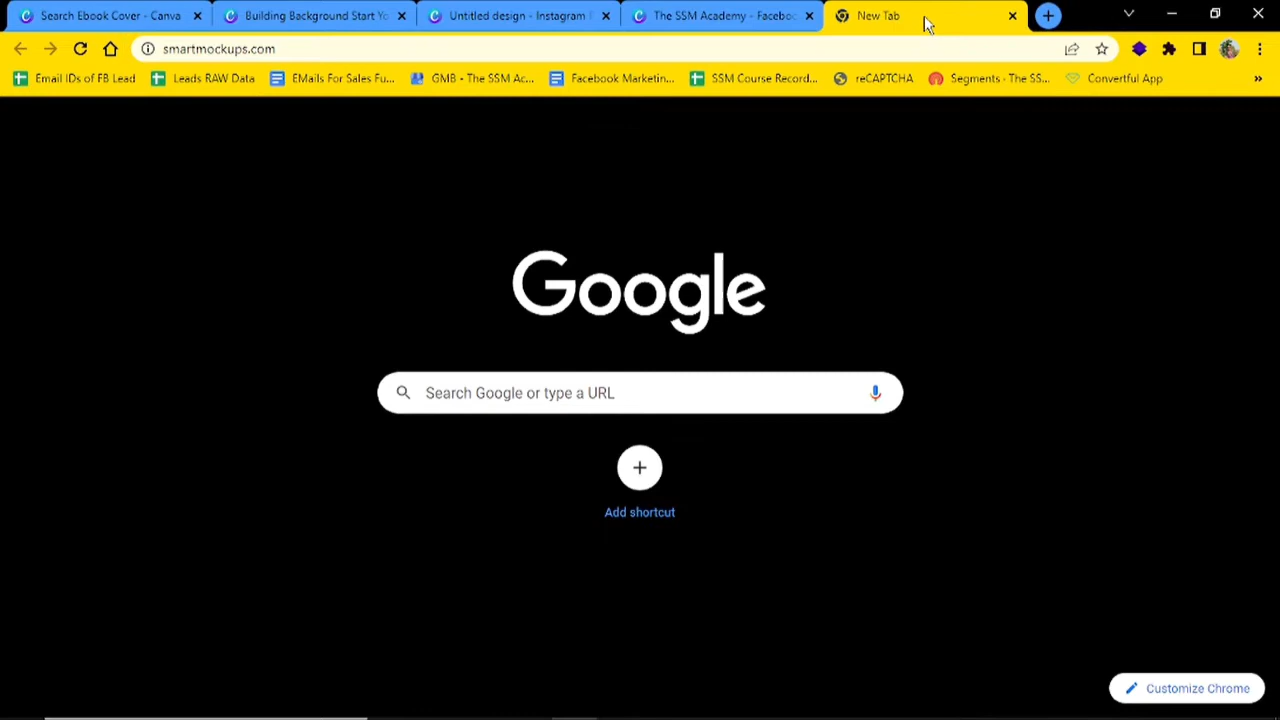 Search Ebook Cover - Canva
Building Background Start Yo
Untitled design - Instagram
The SSM Academy - Faceboo
New Tab
smartmockups.com
Email IDs of FB Lead
Leads RAW Data
EMails For Sales Fu...
GMB - The SSM Ac...
Facebook Marketin...
SSM Course Record...
reCAPTCHA
Segments · The SS...
Convertful App
»
Google
Search Google or type a URL
Add shortcut
Customize Chrome